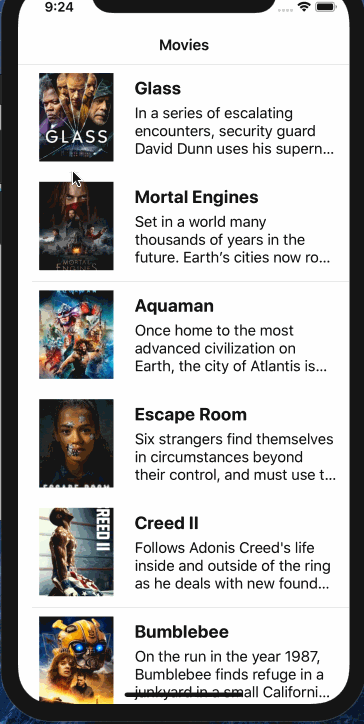 9:24
Movies
Glass
In a series of escalating
encounters, security guard
David Dunn uses his supern...
GLASS
Mortal Engines
Set in a world many
thousands of years in the
future. Earth’s cities now ro...
MORTAL
ENGINES
Aquaman
Once home to the most
advanced civilization on
Earth, the city of Atlantis is...
Escape Room
Six strangers find themselves
in circumstances beyond
their control, and must use t...
ESCAPE ROOM
Creed II
Follows Adonis Creed's life
inside and outside of the ring
as he deals with new found...
REED II
Bumblebee
On the run in the year 1987,
Bumblebee finds refuge in a
junkyard in a small Californi...